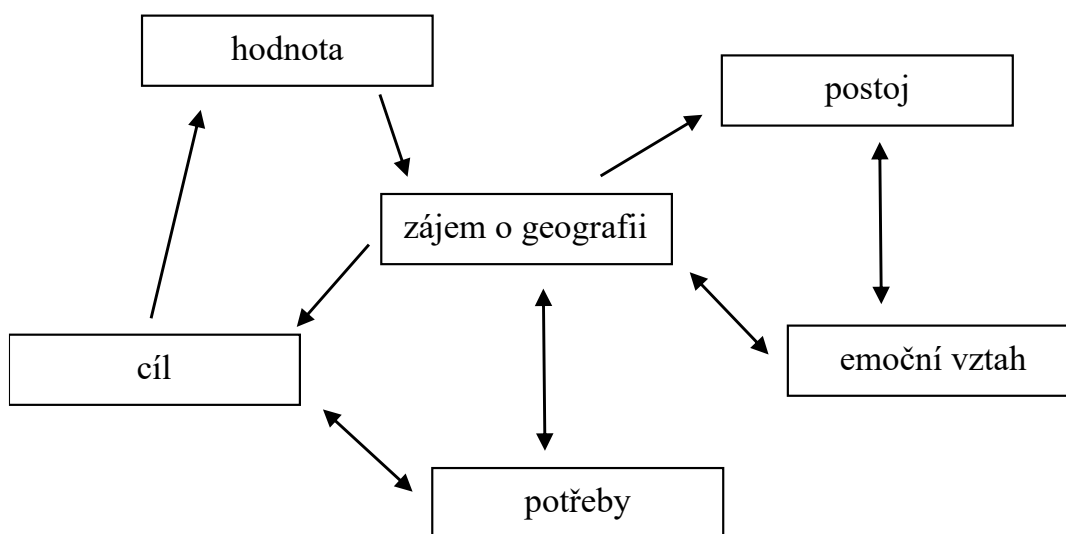 hodnota
postoj
zájem o geografii
cíl
emoční vztah
potřeby